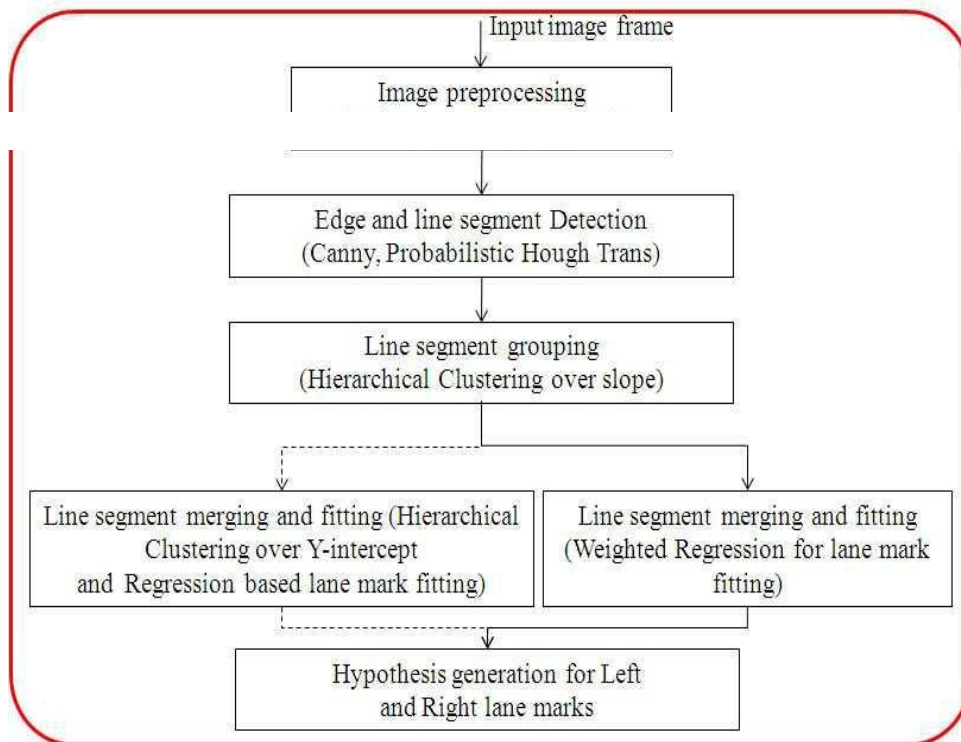 Input image frame
Image preprocessing
Edge and line segment Detection
(Canny, Probabilistic Hough Trans)
Line segment grouping
(Hierarchical Clustering over slope)
Line segment merging and fitting (Hierarchical
Clustering over Y-intercept
and Regression based lane mark fitting)
Line segment merging and fitting
(Weighted Regression for lane mark
fitting)
Hypothesis generation for Left
and Right lane marks